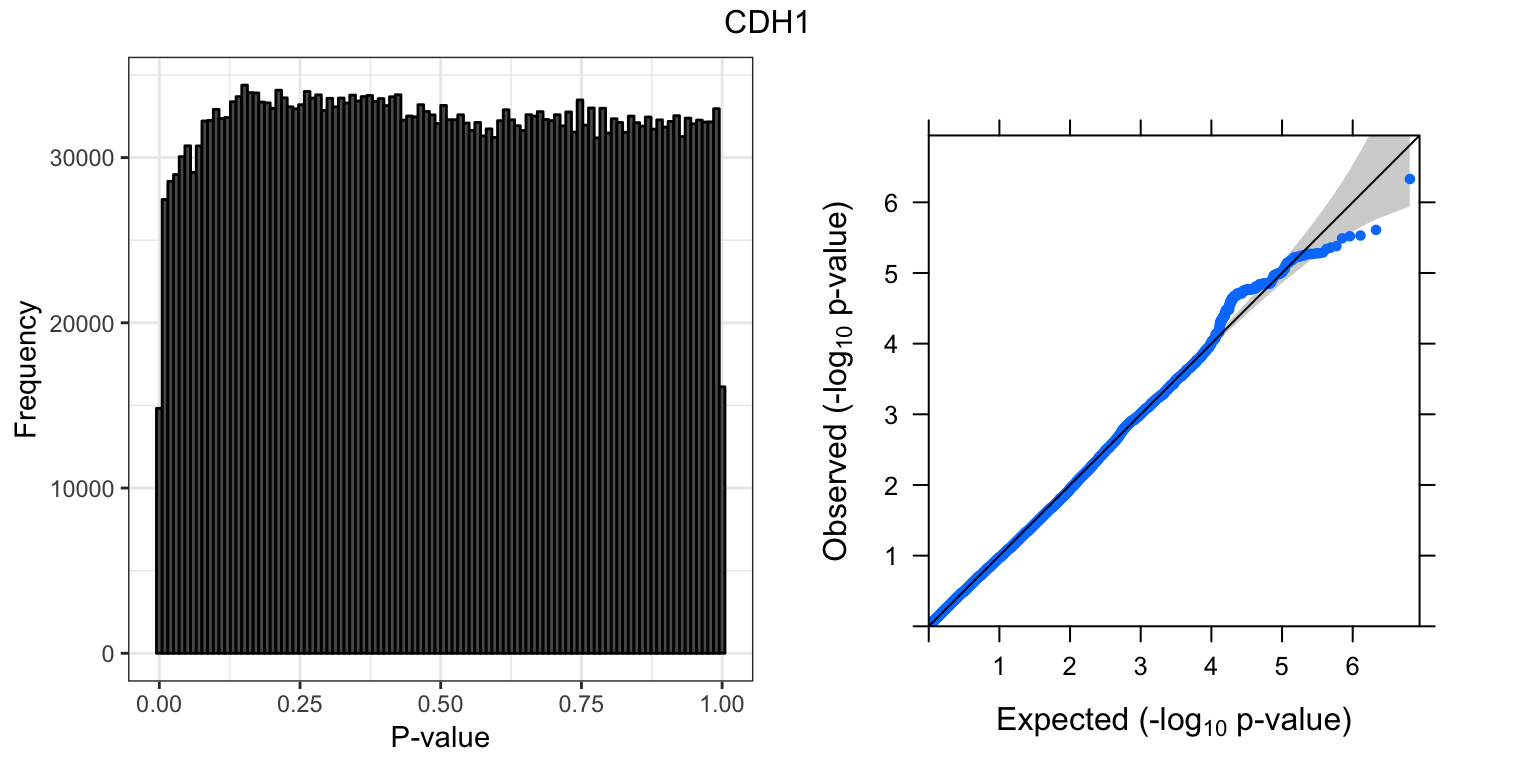 CDH1
Frequency
30000
20000
10000
0
0.00 0.25 0.50 0.75 1.00
P-value
Observed (-log10 p-value)
6
5
4
3
2
1
1 2 3 4 5 6
Expected (-log10 p-value)